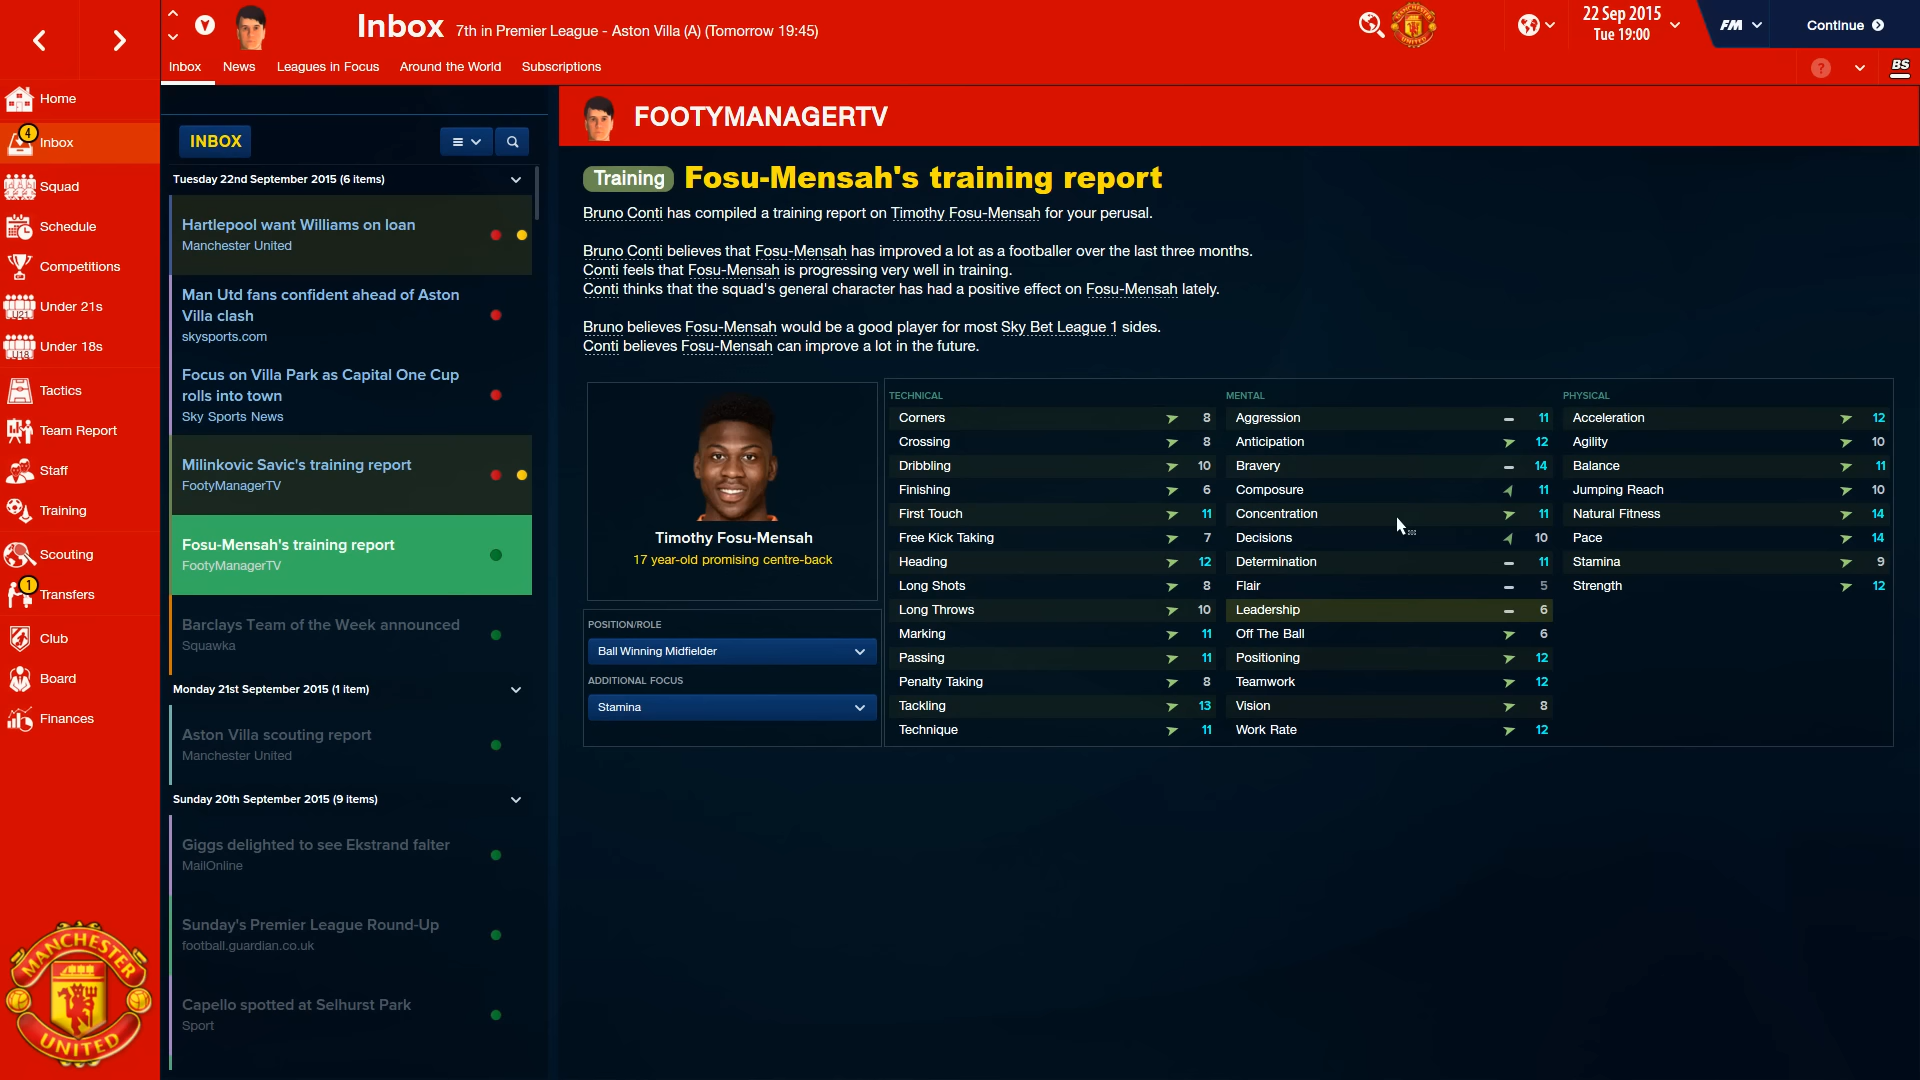 Inbox
7th in Premier League - Aston Villa (A) (Tomorrow 19:45)
22 Sep 2015
Tue 19:00
FM
Continue
Inbox
News
Leagues in Focus
Around the World
Subscriptions
?
BS
Home
4
Inbox
Squad
Schedule
Competitions
U21
Under 21s
U18
Under 18s
Tactics
Team Report
Staff
Training
Scouting
1
Transfers
Club
Board
Finances
MANCHESTER
UNITED
INBOX
Tuesday 22nd September 2015 (6 items)
Hartlepool want Williams on loan
Manchester United
Man Utd fans confident ahead of Aston
Villa clash
skysports.com
Focus on Villa Park as Capital One Cup
rolls into town
Sky Sports News
Milinkovic Savic's training report
FootyManagerTV
Fosu-Mensah's training report
FootyManagerTV
Barclays Team of the Week announced
Squawka
Monday 21st September 2015 (1 item)
Aston Villa scouting report
Manchester United
Sunday 20th September 2015 (9 items)
Giggs delighted to see Ekstrand falter
MailOnline
Sunday's Premier League Round-Up
football.guardian.co.uk
Capello spotted at Selhurst Park
Sport
FOOTYMANAGERTV
Training Fosu-Mensah's training report
Bruno Conti has compiled a training report on Timothy Fosu-Mensah for your perusal.
Bruno Conti believes that Fosu-Mensah has improved a lot as a footballer over the last three months.
Conti feels that Fosu-Mensah is progressing very well in training.
Conti thinks that the squad's general character has had a positive effect on Fosu-Mensah lately.
Bruno believes Fosu-Mensah would be a good player for most Sky Bet League 1 sides.
Conti believes Fosu-Mensah can improve a lot in the future.
Timothy Fosu-Mensah
17 year-old promising centre-back
POSITION/ROLE
Ball Winning Midfielder
ADDITIONAL FOCUS
Stamina
TECHNICAL
Corners 8
Crossing 8
Dribbling 10
Finishing 6
First Touch 11
Free Kick Taking 7
Heading 12
Long Shots 8
Long Throws 10
Marking 11
Passing 11
Penalty Taking 8
Tackling 13
Technique 11
MENTAL
Aggression 11
Anticipation 12
Bravery 14
Composure 11
Concentration 11
Decisions 10
Determination 11
Flair 5
Leadership 6
Off The Ball 6
Positioning 12
Teamwork 12
Vision 8
Work Rate 12
PHYSICAL
Acceleration 12
Agility 10
Balance 11
Jumping Reach 10
Natural Fitness 14
Pace 14
Stamina 9
Strength 12